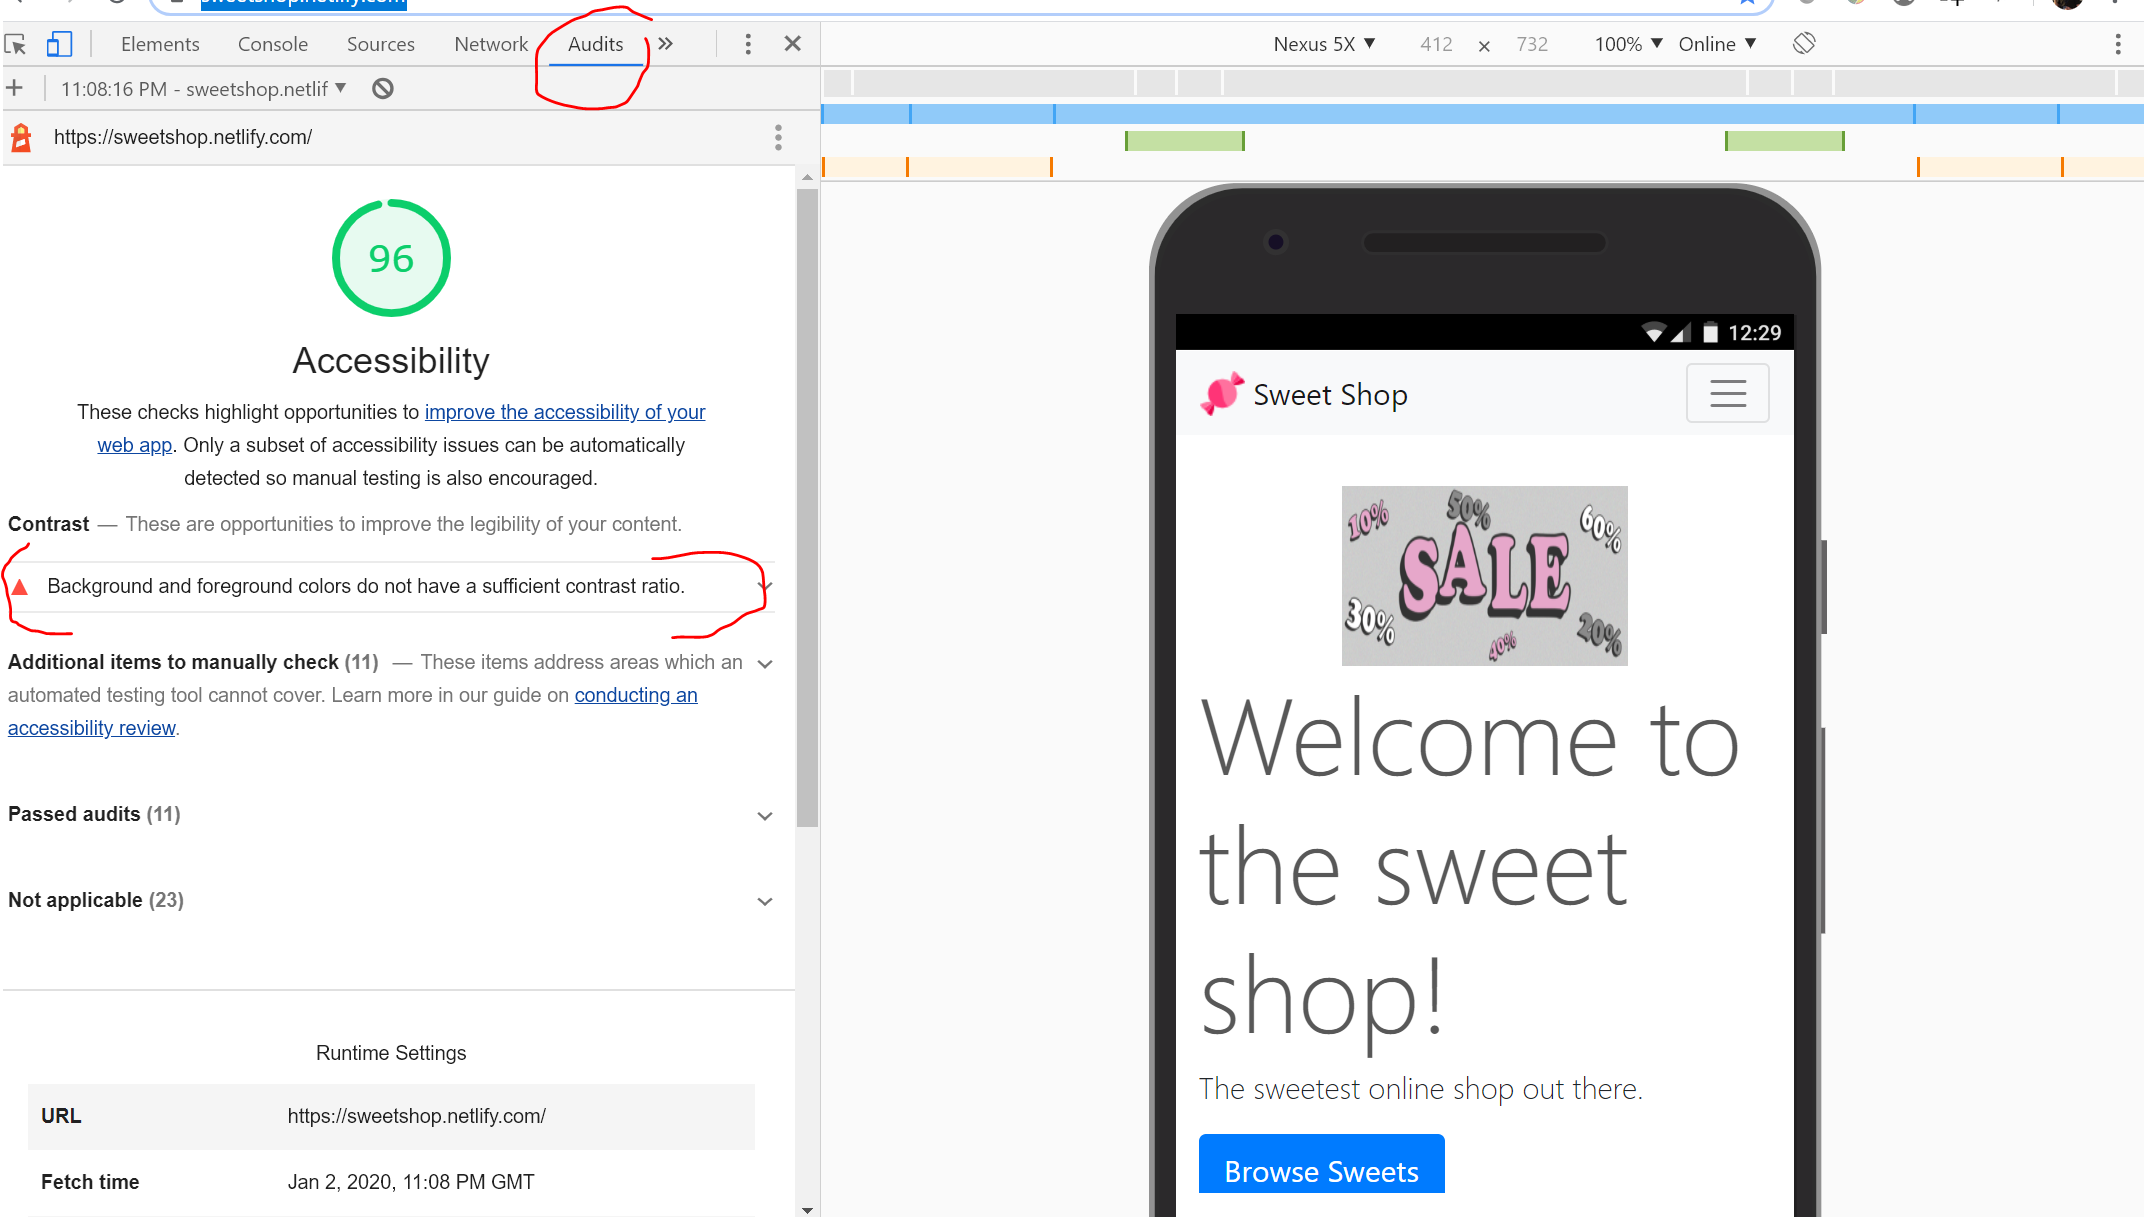 sweetshop.netlify.com
Elements Console Sources Network Audits »
Nexus 5X ▼ 412 × 732 100% ▼ Online ▼
11:08:16 PM - sweetshop.netlif ▼
https://sweetshop.netlify.com/
96
Accessibility
These checks highlight opportunities to improve the accessibility of your
web app. Only a subset of accessibility issues can be automatically
detected so manual testing is also encouraged.
Contrast — These are opportunities to improve the legibility of your content.
Background and foreground colors do not have a sufficient contrast ratio.
Additional items to manually check (11) — These items address areas which an
automated testing tool cannot cover. Learn more in our guide on conducting an
accessibility review.
Passed audits (11)
Not applicable (23)
Runtime Settings
URL https://sweetshop.netlify.com/
Fetch time Jan 2, 2020, 11:08 PM GMT
12:29
Sweet Shop
10% 50% 60%
SALE
30% 40% 20%
Welcome to
the sweet
shop!
The sweetest online shop out there.
Browse Sweets